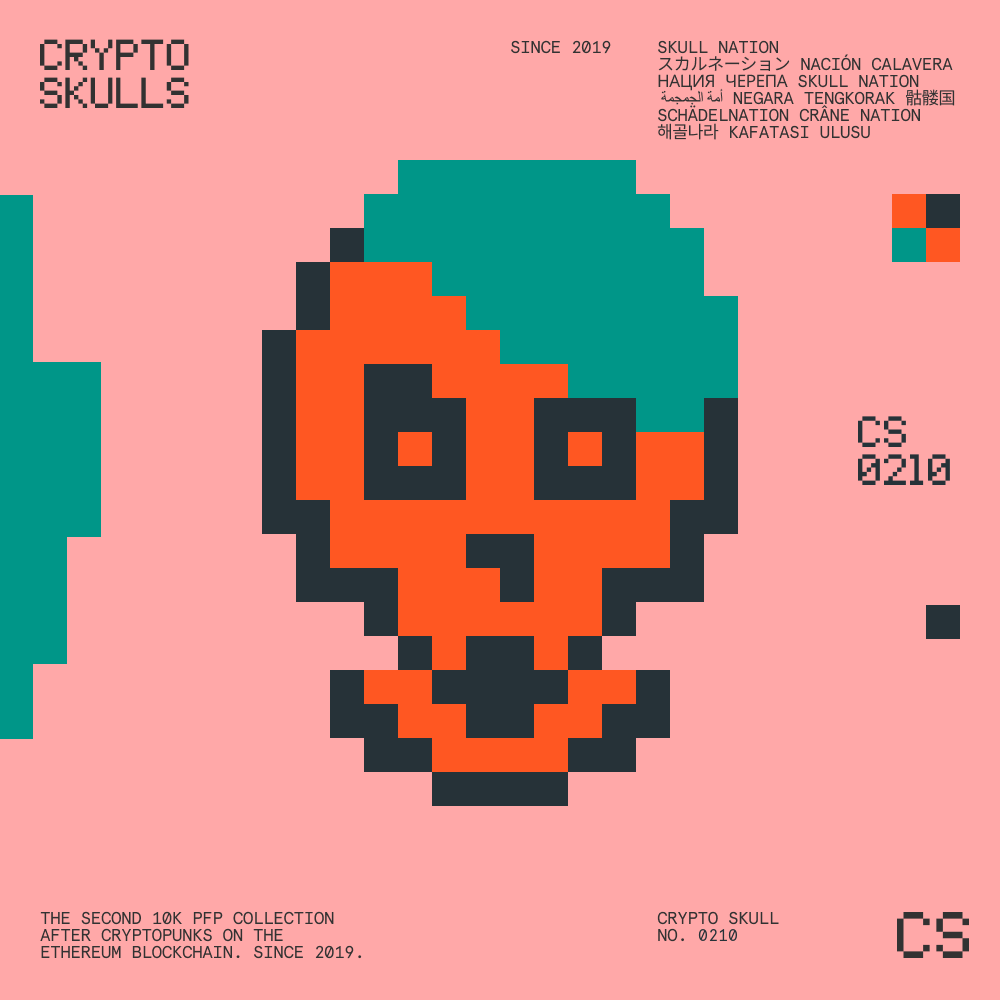 CRYPTO
SKULLS
SINCE 2019
SKULL NATION
スカルネーション NACIÓN CALAVERA
НАЦИЯ ЧЕРЕПА SKULL NATION
أمة الجمجمة NEGARA TENGKORAK 骷髅国
SCHÄDELNATION CRÂNE NATION
해골나라 KAFATASI ULUSU
CS
0210
THE SECOND 10K PFP COLLECTION
AFTER CRYPTOPUNKS ON THE
ETHEREUM BLOCKCHAIN. SINCE 2019.
CRYPTO SKULL
NO. 0210
CS